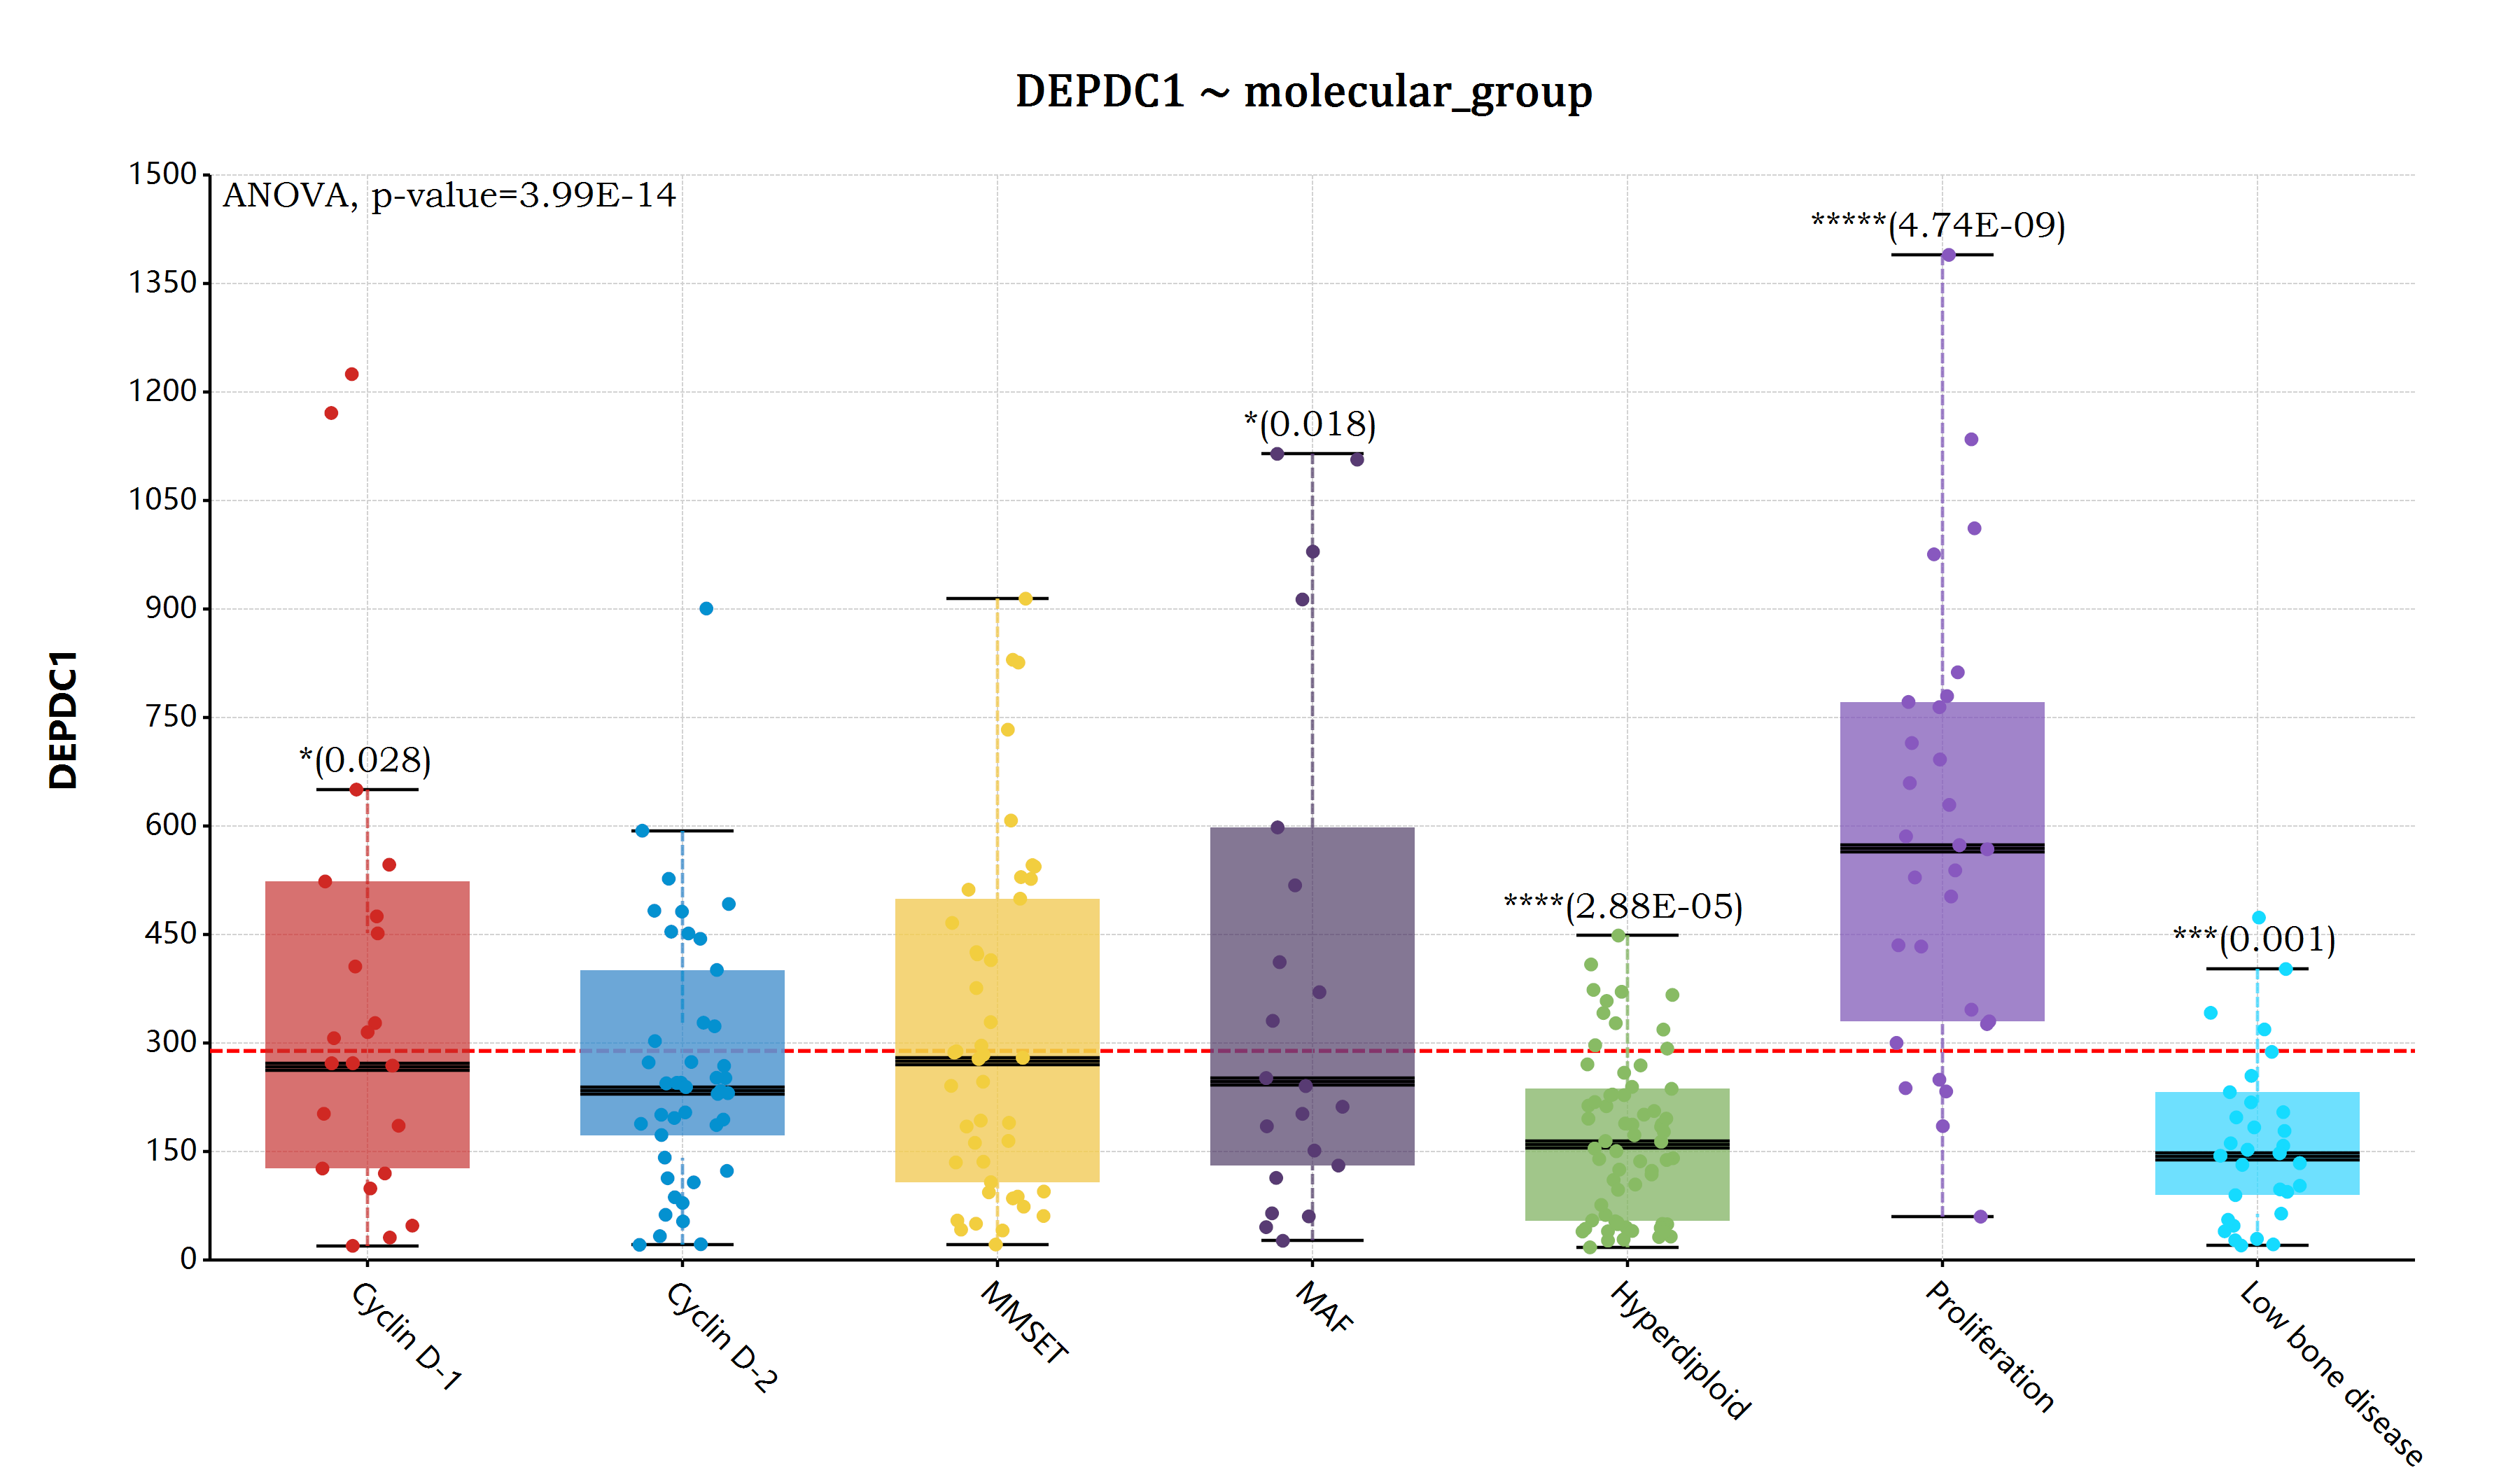 DEPDC1 ~ molecular_group
ANOVA, p-value=3.99E-14
1500
1350
1200
1050
900
750
600
450
300
150
0
DEPDC1
*(0.028)
*(0.018)
****(2.88E-05)
*****(4.74E-09)
***(0.001)
Cyclin D-1
Cyclin D-2
MMSET
MAF
Hyperdiploid
Proliferation
Low bone disease